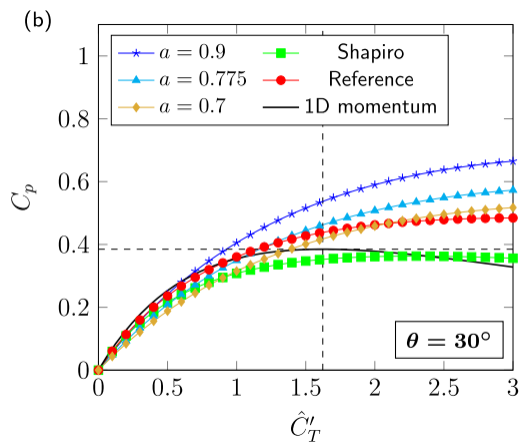 (b)
a = 0.9 Shapiro
a = 0.775 Reference
a = 0.7 1D momentum
1
0.8
0.6
0.4
0.2
0
C_p
θ = 30°
0 0.5 1 1.5 2 2.5 3
Ĉ′_T